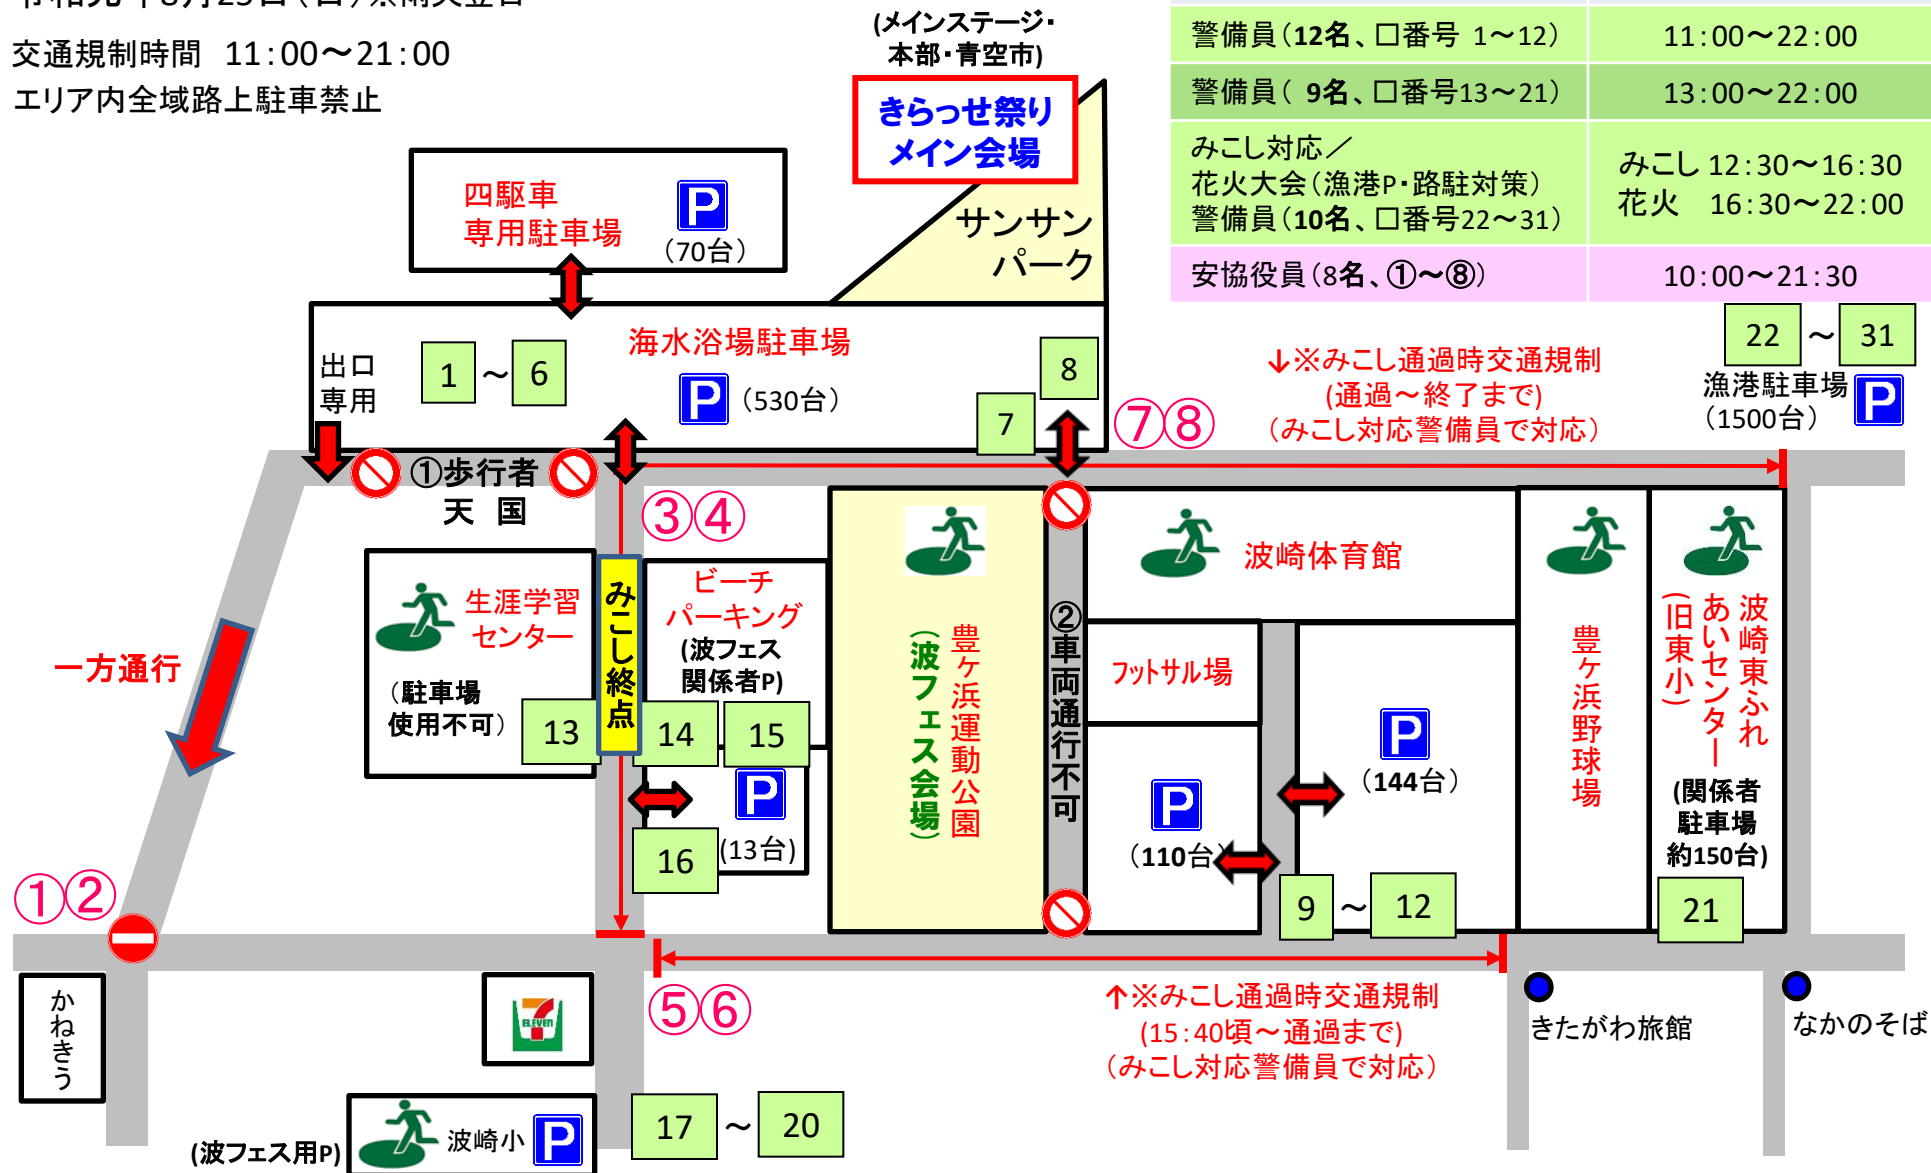 交通規制時間 11:00～21:00
エリア内全域路上駐車禁止
(メインステージ・
本部・青空市)
きらっせ祭り
メイン会場
サンサン
パーク
警備員(12名、口番号 1～12) 11:00～22:00
警備員( 9名、口番号13～21) 13:00～22:00
みこし対応／
花火大会(漁港P・路駐対策)
警備員(10名、口番号22～31)
みこし 12:30～16:30
花火 16:30～22:00
安協役員(8名、①～⑧) 10:00～21:30
四駆車
専用駐車場
P
(70台)
出口
専用
1 ～ 6
海水浴場駐車場
P (530台)
7
8
⑦⑧
↓※みこし通過時交通規制
(通過～終了まで)
(みこし対応警備員で対応)
22 ～ 31
漁港駐車場
(1500台)
P
①歩行者
天 国
③④
一方通行
生涯学習
センター
(駐車場
使用不可)
13
みこし終点
ビーチ
パーキング
(波フェス
関係者P)
14
15
P
(13台)
16
豊ヶ浜運動公園
(波フェス会場)
②車両通行不可
波崎体育館
フットサル場
P
(110台)
P
(144台)
9 ～ 12
豊ヶ浜野球場
波崎東ふれ
あいセンター
(旧東小)
(関係者
駐車場
約150台)
21
①②
⑤⑥
↑※みこし通過時交通規制
(15:40頃～通過まで)
(みこし対応警備員で対応)
きたがわ旅館
なかのそば
かねきう
7
ELEVEN
(波フェス用P)
波崎小
P
17 ～ 20